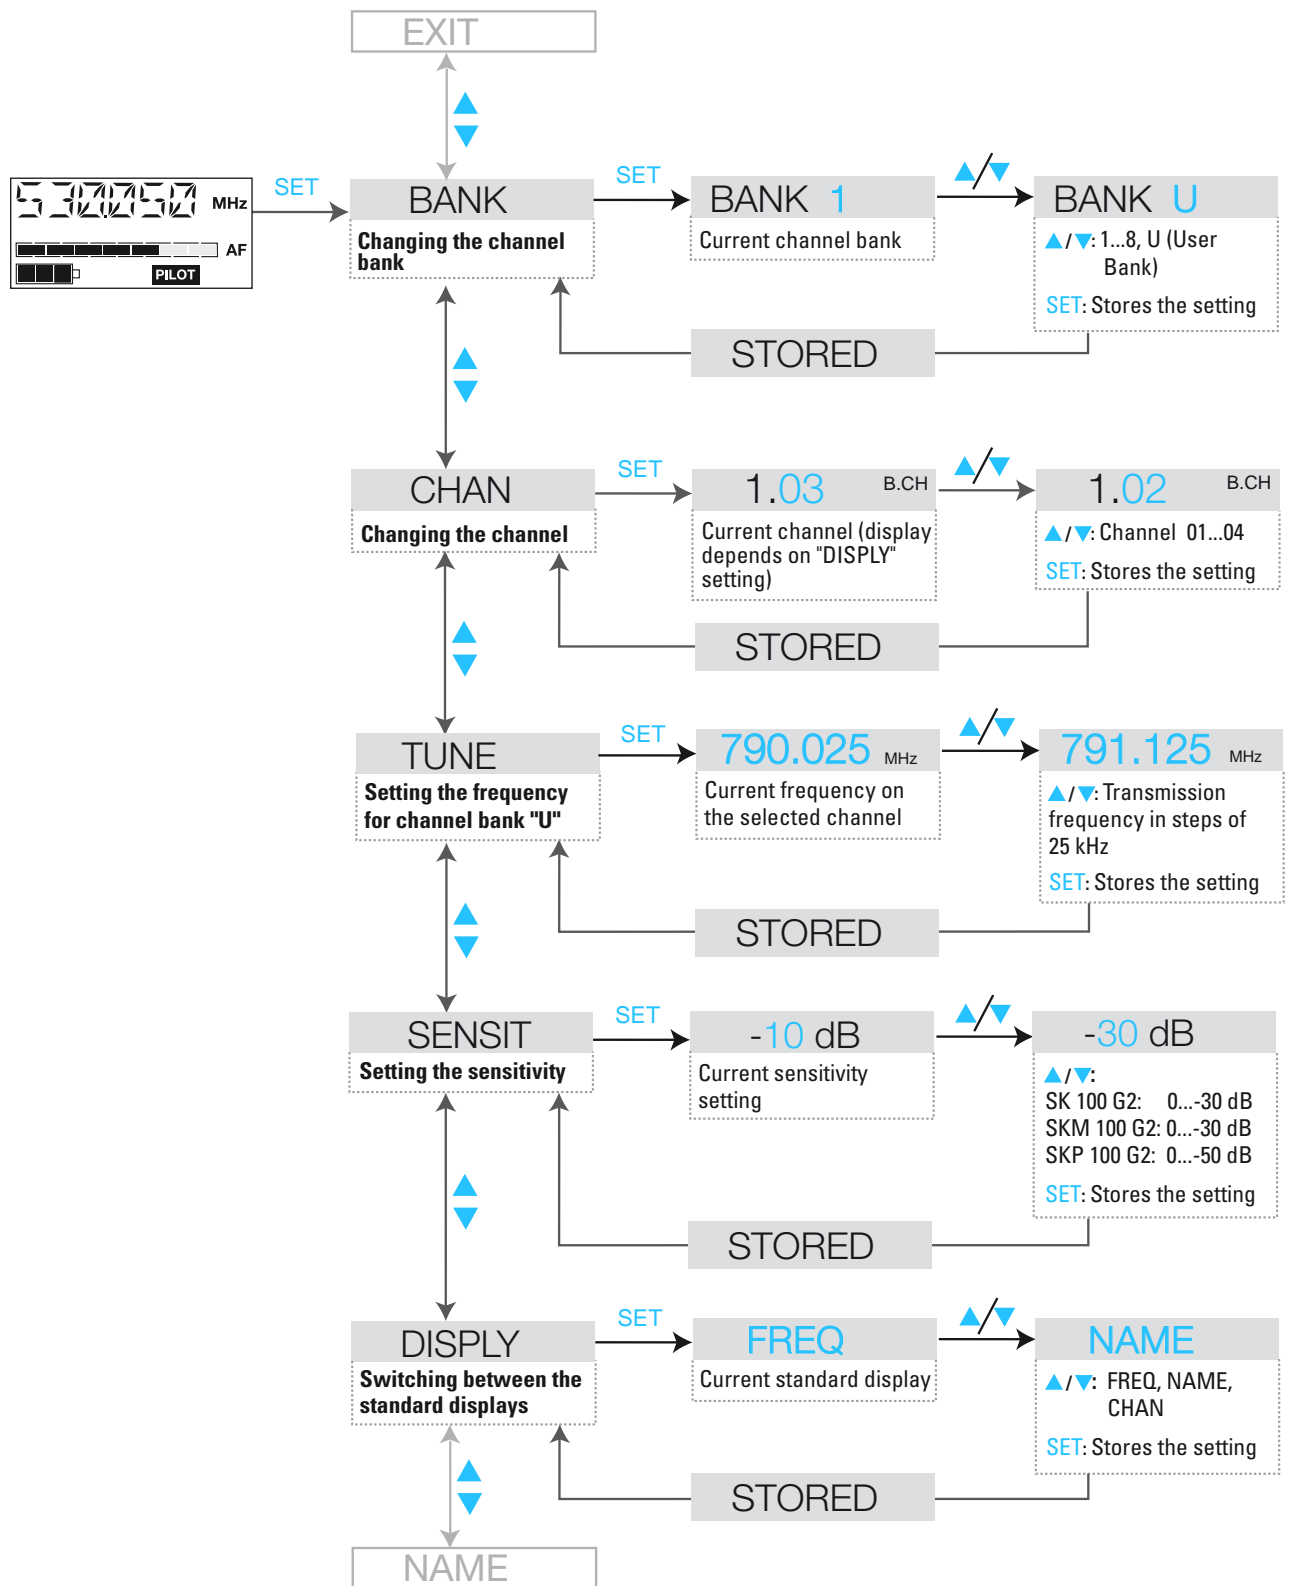 EXIT
530.050 MHz
AF
PILOT
SET
BANK
Changing the channel
bank
SET
BANK 1
Current channel bank
▲/▼
BANK U
▲/▼: 1...8, U (User
Bank)
SET: Stores the setting
STORED
CHAN
Changing the channel
SET
1.03 B.CH
Current channel (display
depends on "DISPLY"
setting)
▲/▼
1.02 B.CH
▲/▼: Channel 01...04
SET: Stores the setting
STORED
TUNE
Setting the frequency
for channel bank "U"
SET
790.025 MHz
Current frequency on
the selected channel
▲/▼
791.125 MHz
▲/▼: Transmission
frequency in steps of
25 kHz
SET: Stores the setting
STORED
SENSIT
Setting the sensitivity
SET
-10 dB
Current sensitivity
setting
▲/▼
-30 dB
▲/▼:
SK 100 G2: 0...-30 dB
SKM 100 G2: 0...-30 dB
SKP 100 G2: 0...-50 dB
SET: Stores the setting
STORED
DISPLY
Switching between the
standard displays
SET
FREQ
Current standard display
▲/▼
NAME
▲/▼: FREQ, NAME,
CHAN
SET: Stores the setting
STORED
NAME